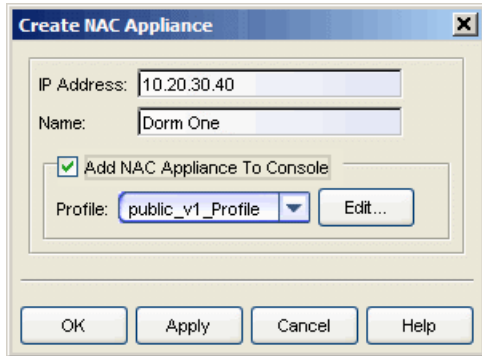 Create NAC Appliance
IP Address: 10.20.30.40
Name: Dorm One
Add NAC Appliance To Console
Profile: public_v1_Profile Edit...
OK Apply Cancel Help